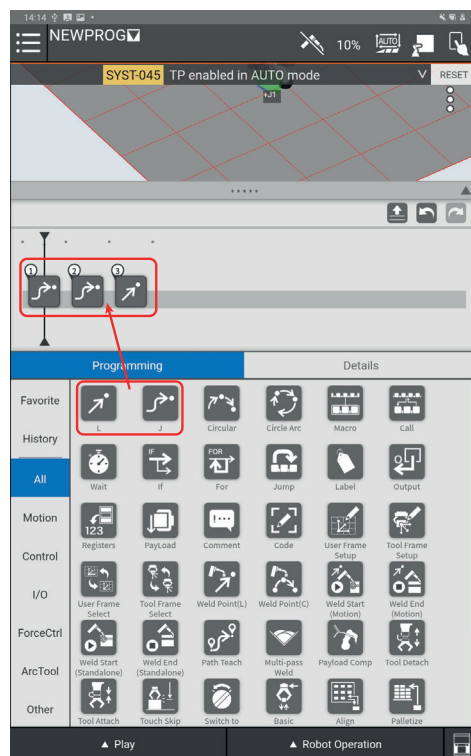 14:14
NEWPROG
10%
AUTO
SYST-045 TP enabled in AUTO mode
RESET
+J1
1 2 3
Programming Details
Favorite
History
All
Motion
Control
I/O
ForceCtrl
ArcTool
Other
L J Circular Circle Arc Macro Call
IF FOR
Wait If For Jump Label Output
123
Registers PayLoad Comment Code User Frame Setup Tool Frame Setup
User Frame Select Tool Frame Select Weld Point(L) Weld Point(C) Weld Start (Motion) Weld End (Motion)
Weld Start (Standalone) Weld End (Standalone) Path Teach Multi-pass Weld Payload Comp Tool Detach
Tool Attach Touch Skip Switch to Basic Align Palletize
▲ Play ▲ Robot Operation